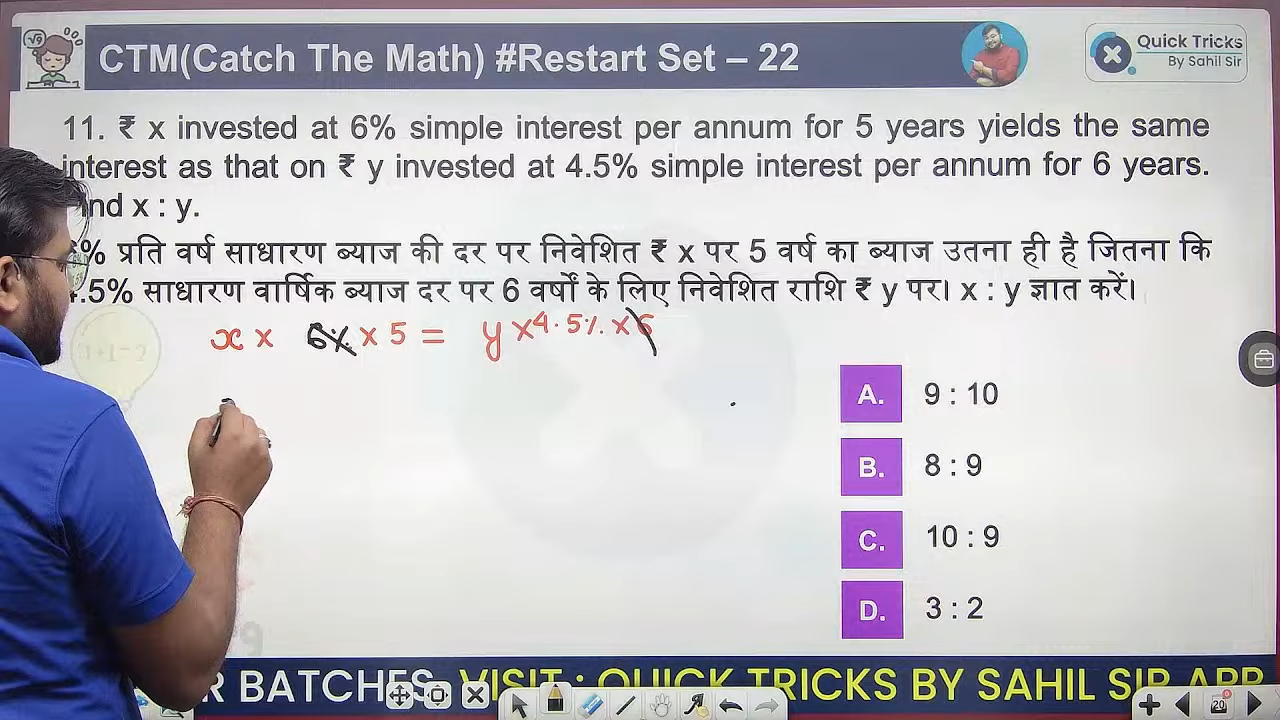 CTM(Catch The Math) #Restart Set – 22
Quick Tricks
By Sahil Sir
11. ₹ x invested at 6% simple interest per annum for 5 years yields the same
interest as that on ₹ y invested at 4.5% simple interest per annum for 6 years.
x : y.
प्रति वर्ष साधारण ब्याज की दर पर निवेशित ₹ x पर 5 वर्ष का ब्याज उतना ही है जितना कि
.5% साधारण वार्षिक ब्याज दर पर 6 वर्षों के लिए निवेशित राशि ₹ y पर। x : y ज्ञात करें।
x × 6% × 5 = y × 4.5% × 6
A. 9 : 10
B. 8 : 9
C. 10 : 9
D. 3 : 2
R BATCHES VISIT : QUICK TRICKS BY SAHIL SIR APP
20